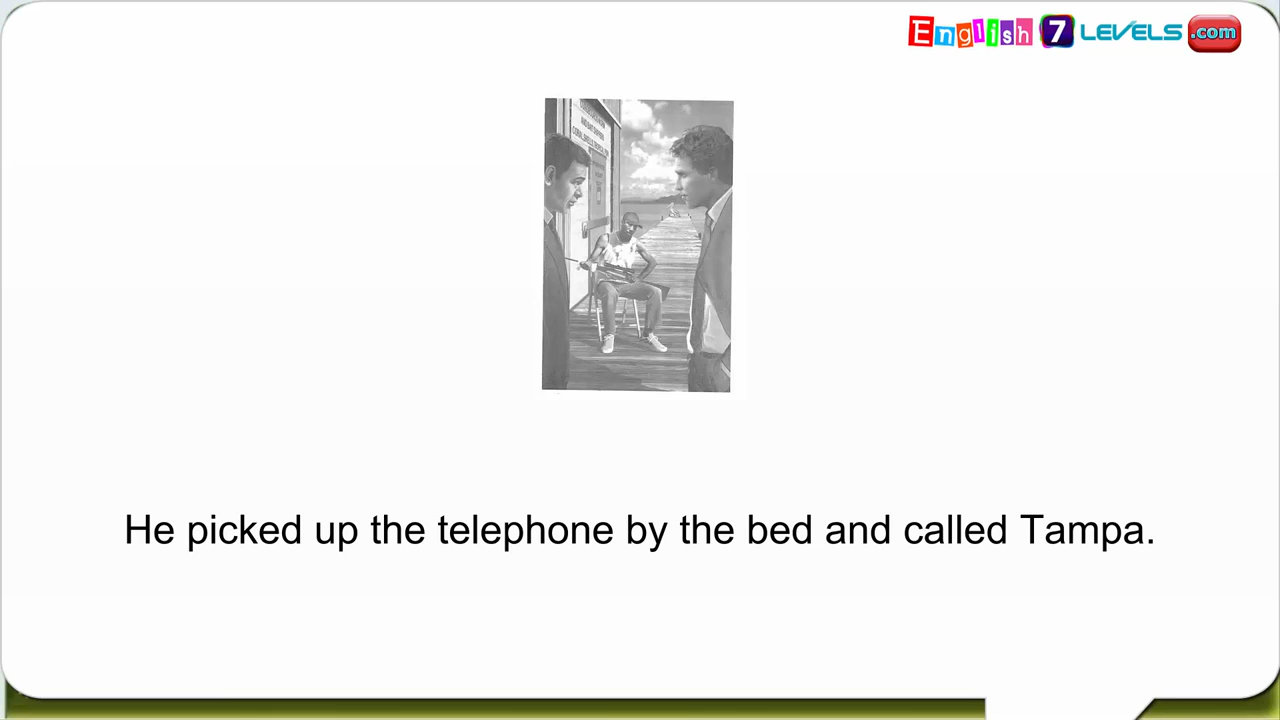 English 7 LEVELS .com
He picked up the telephone by the bed and called Tampa.